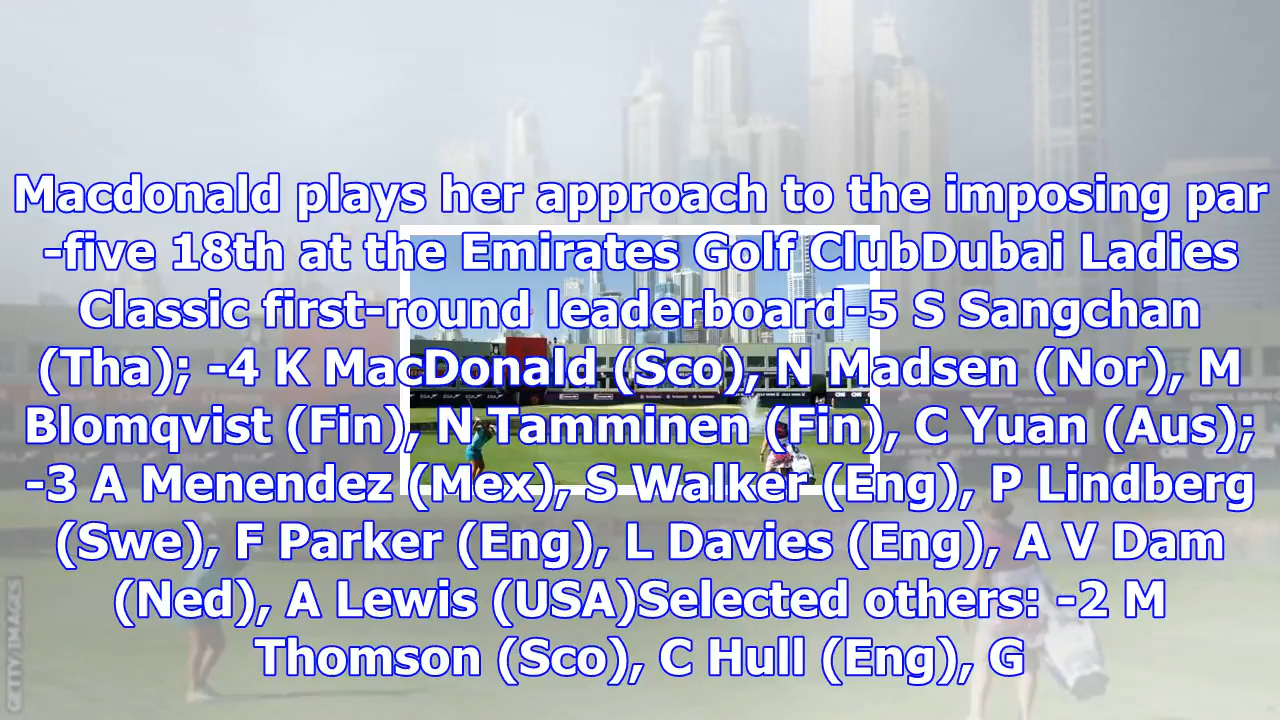 Macdonald plays her approach to the imposing par
-five 18th at the Emirates Golf ClubDubai Ladies
Classic first-round leaderboard-5 S Sangchan
(Tha); -4 K MacDonald (Sco), N Madsen (Nor), M
Blomqvist (Fin), N Tamminen (Fin), C Yuan (Aus);
-3 A Menendez (Mex), S Walker (Eng), P Lindberg
(Swe), F Parker (Eng), L Davies (Eng), A V Dam
(Ned), A Lewis (USA)Selected others: -2 M
Thomson (Sco), C Hull (Eng), G
GETTY IMAGES